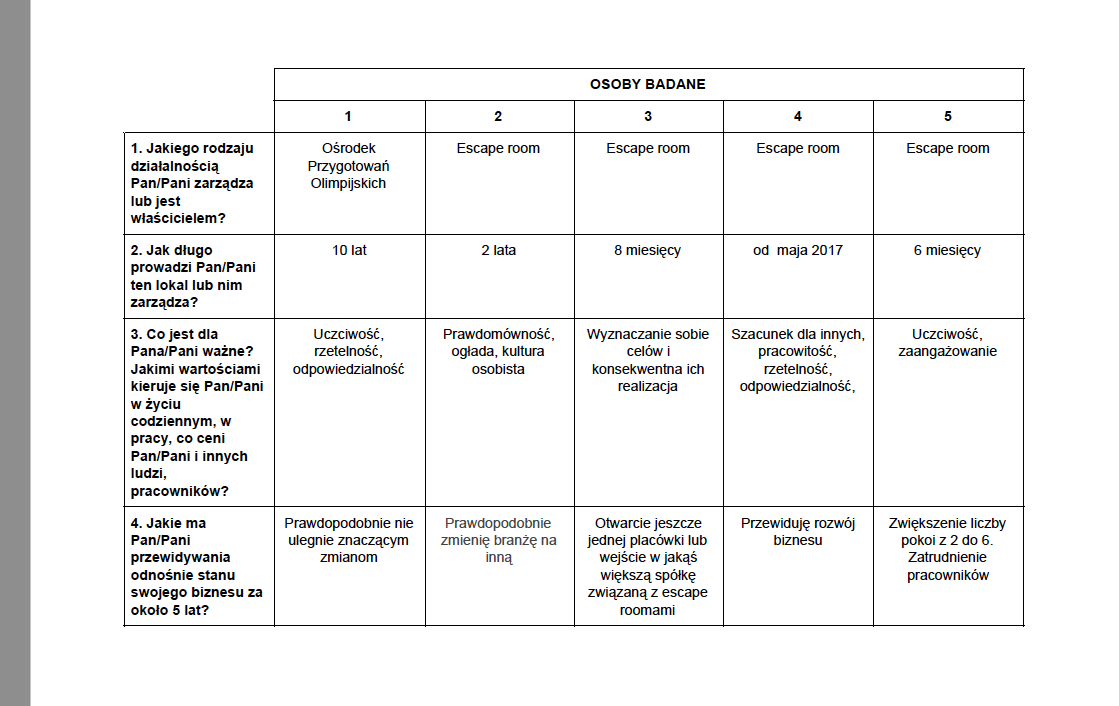 OSOBY BADANE
1 2 3 4 5
1. Jakiego rodzaju
działalnością
Pan/Pani zarządza
lub jest
właścicielem?
Ośrodek
Przygotowań
Olimpijskich
Escape room
Escape room
Escape room
Escape room
2. Jak długo
prowadzi Pan/Pani
ten lokal lub nim
zarządza?
10 lat
2 lata
8 miesięcy
od maja 2017
6 miesięcy
3. Co jest dla
Pana/Pani ważne?
Jakimi wartościami
kieruje się Pan/Pani
w życiu
codziennym, w
pracy, co ceni
Pan/Pani i innych
ludzi,
pracowników?
Uczciwość,
rzetelność,
odpowiedzialność
Prawdomówność,
ogłada, kultura
osobista
Wyznaczanie sobie
celów i
konsekwentna ich
realizacja
Szacunek dla innych,
pracowitość,
rzetelność,
odpowiedzialność,
Uczciwość,
zaangażowanie
4. Jakie ma
Pan/Pani
przewidywania
odnośnie stanu
swojego biznesu za
około 5 lat?
Prawdopodobnie nie
ulegnie znaczącym
zmianom
Prawdopodobnie
zmienię branżę na
inną
Otwarcie jeszcze
jednej placówki lub
wejście w jakąś
większą spółkę
związaną z escape
roomami
Przewiduję rozwój
biznesu
Zwiększenie liczby
pokoi z 2 do 6.
Zatrudnienie
pracowników